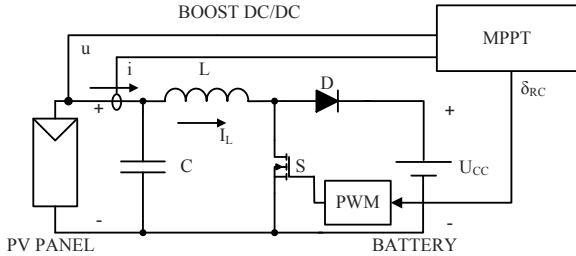 BOOST DC/DC
MPPT
u
i
L
D
δRC
+
+
IL
C
S
UCC
PWM
-
-
PV PANEL
BATTERY